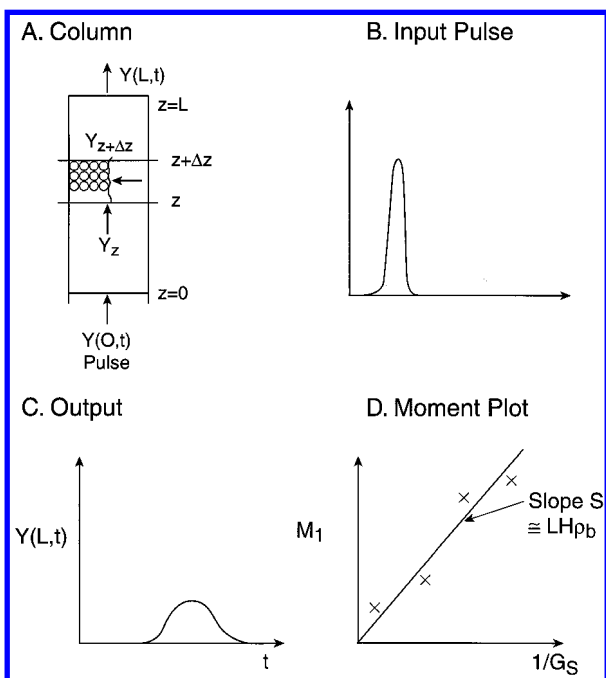 A. Column
Y(L,t)
z=L
Y_{z+Δz}
z+Δz
z
Y_z
z=0
Y(O,t)
Pulse
B. Input Pulse
C. Output
Y(L,t)
t
D. Moment Plot
M_1
Slope S
≅ LHρ_b
1/G_S